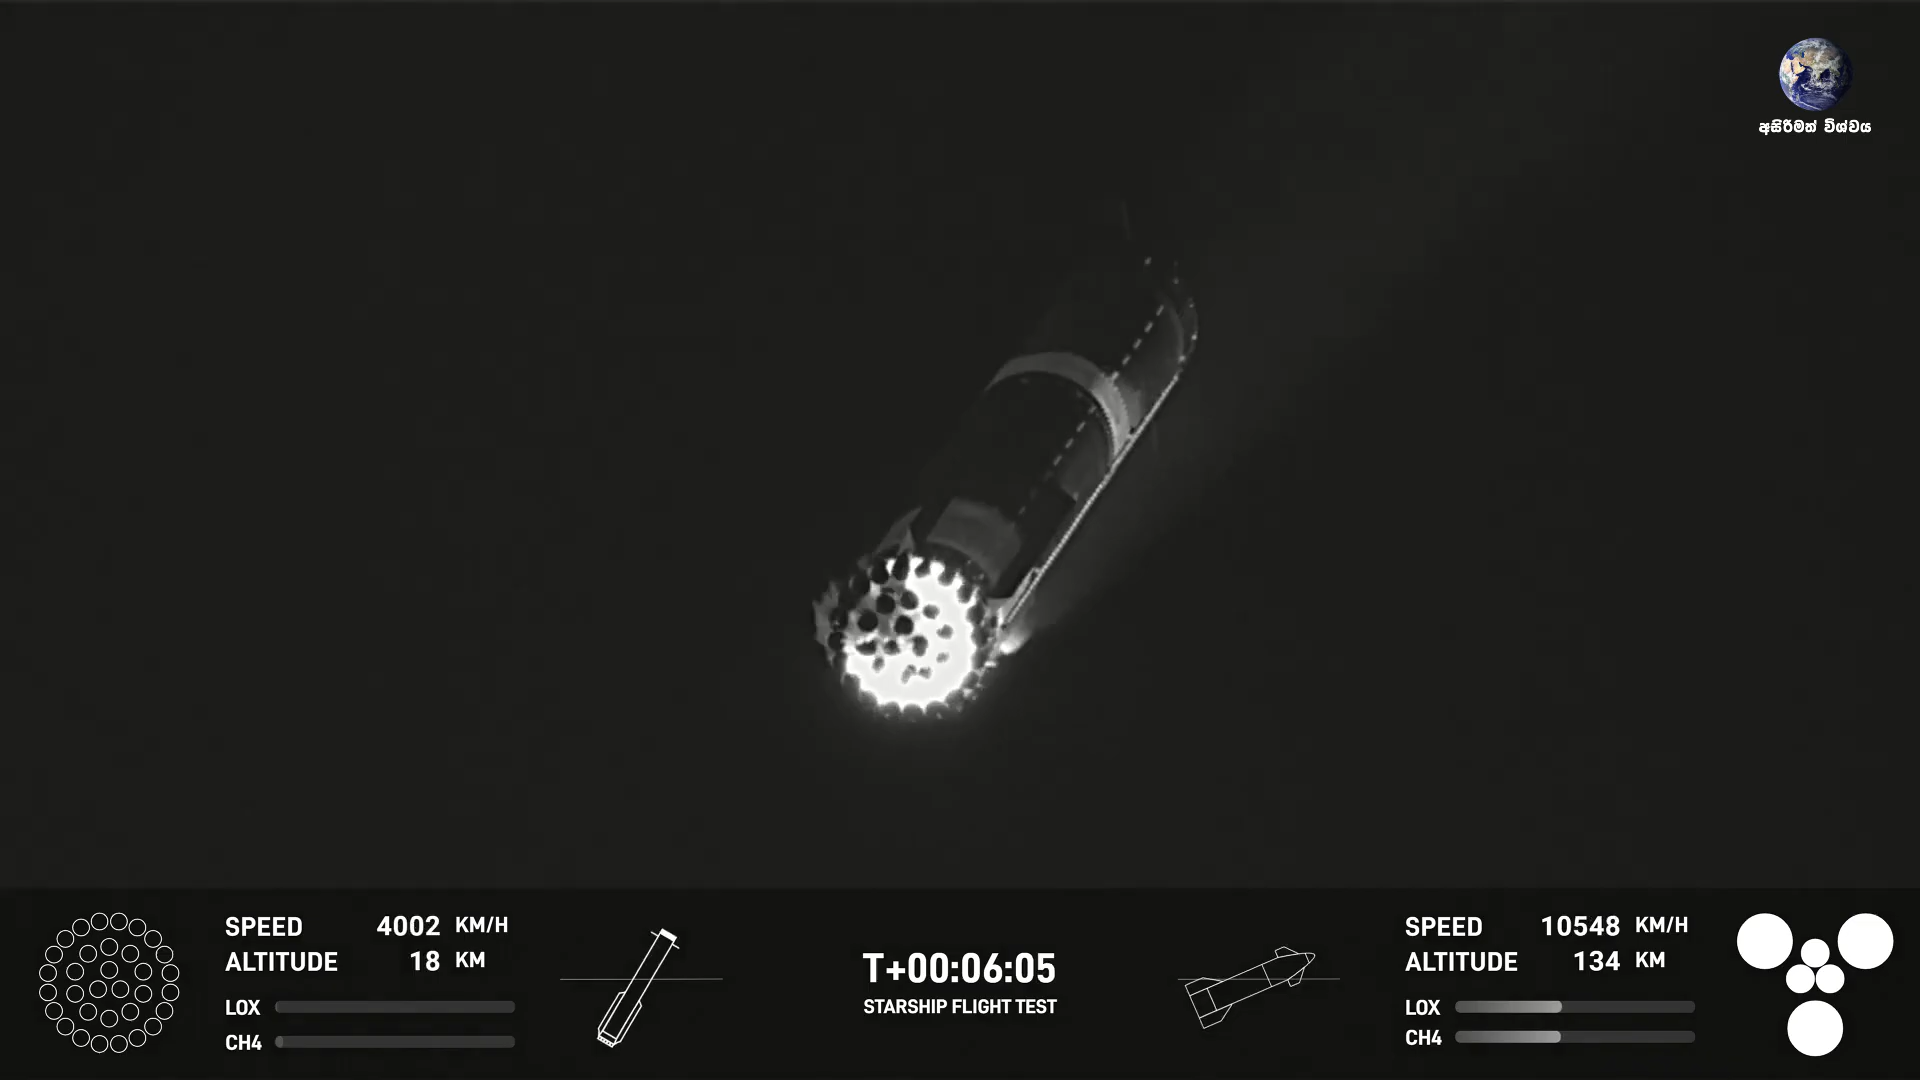 අසිරිමත් විශ්වය
SPEED 4002 KM/H
ALTITUDE 18 KM
LOX
CH4
T+00:06:05
STARSHIP FLIGHT TEST
SPEED 10548 KM/H
ALTITUDE 134 KM
LOX
CH4